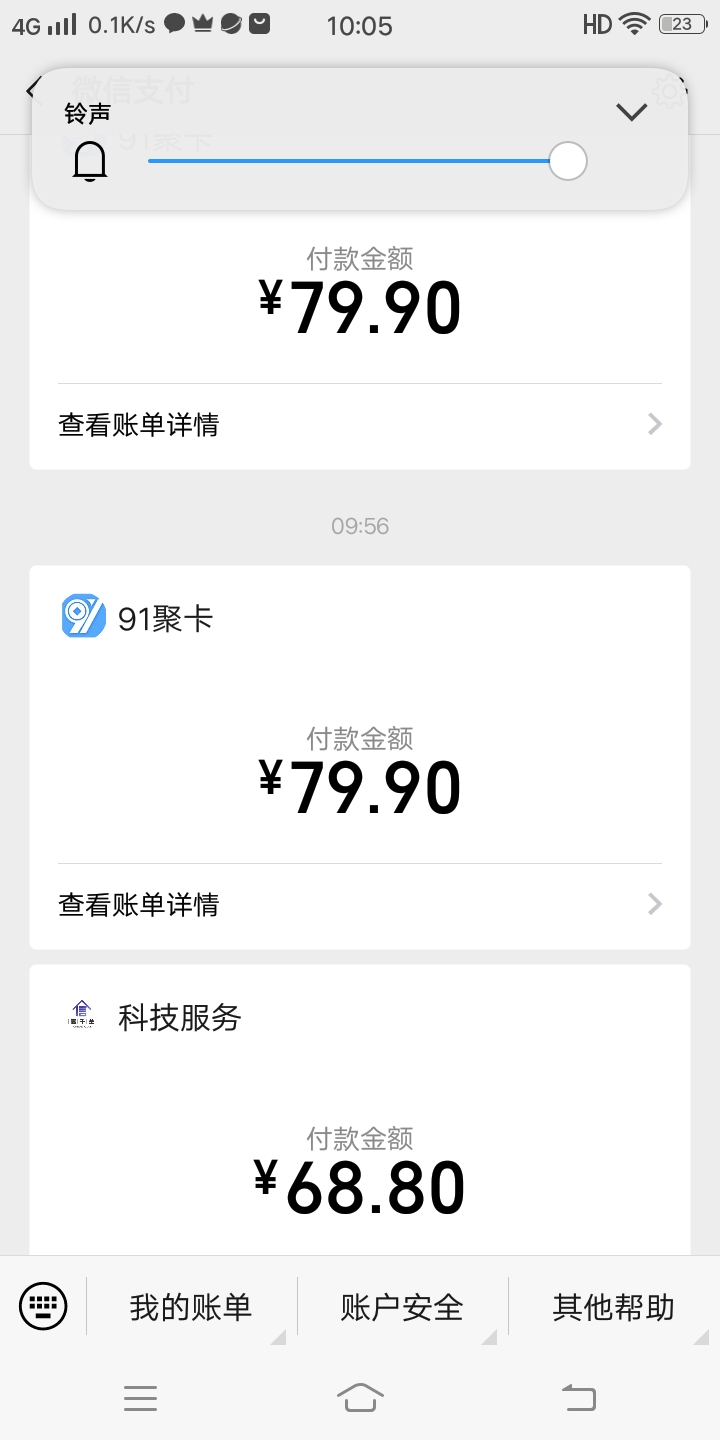 4G 0.1K/s 10:05 HD 23
微信支付
铃声
91聚卡
付款金额
¥79.90
查看账单详情
09:56
91聚卡
付款金额
¥79.90
查看账单详情
科技服务
付款金额
¥68.80
我的账单 账户安全 其他帮助